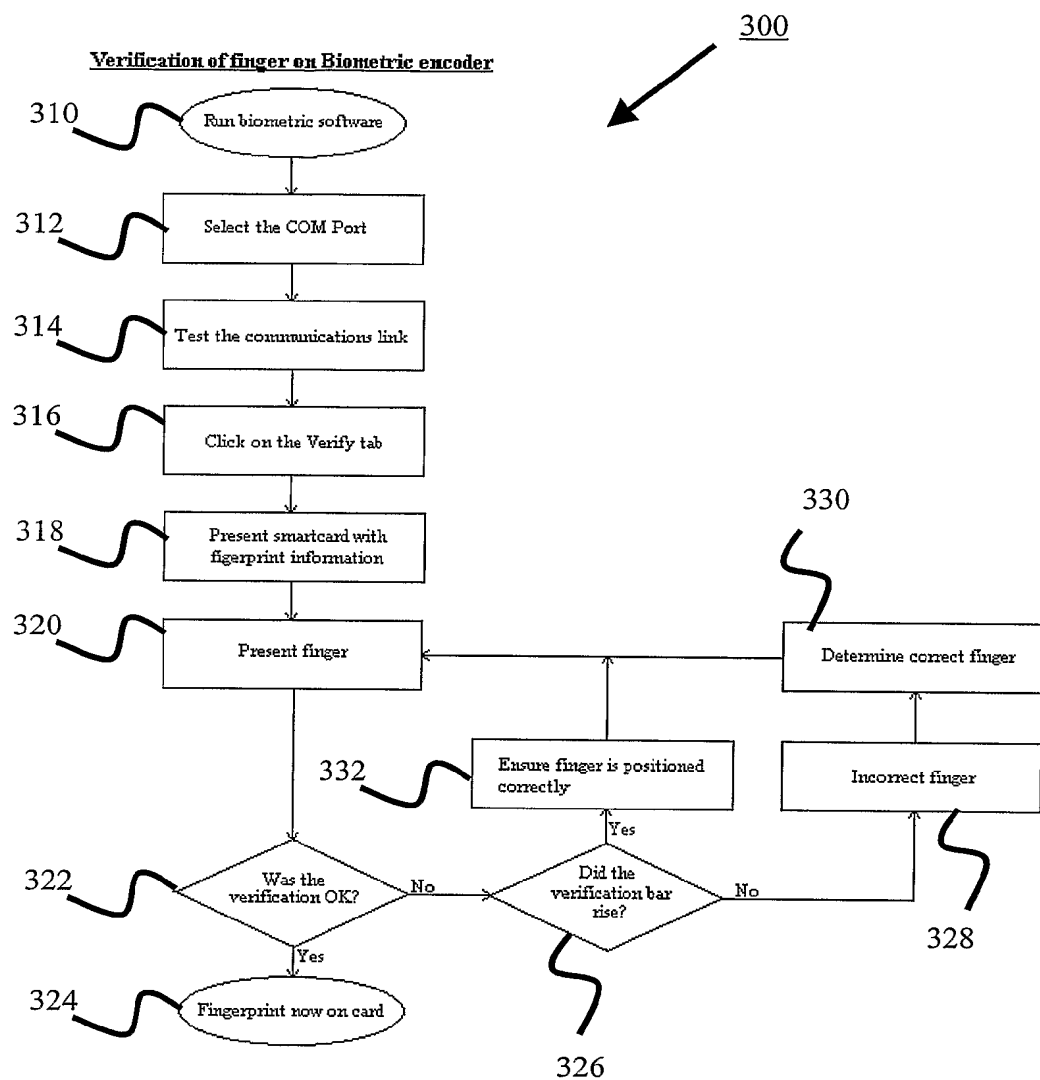 300
Verification of finger on Biometric encoder
310
Run biometric software
312
Select the COM Port
314
Test the communications link
316
Click on the Verify tab
318
Present smartcard with
figerprint information
320
Present finger
330
Determine correct finger
332
Ensure finger is positioned
correctly
Incorrect finger
328
Yes
322
Was the
verification OK?
No
Did the
verification bar
rise?
No
326
Yes
324
Fingerprint now on card